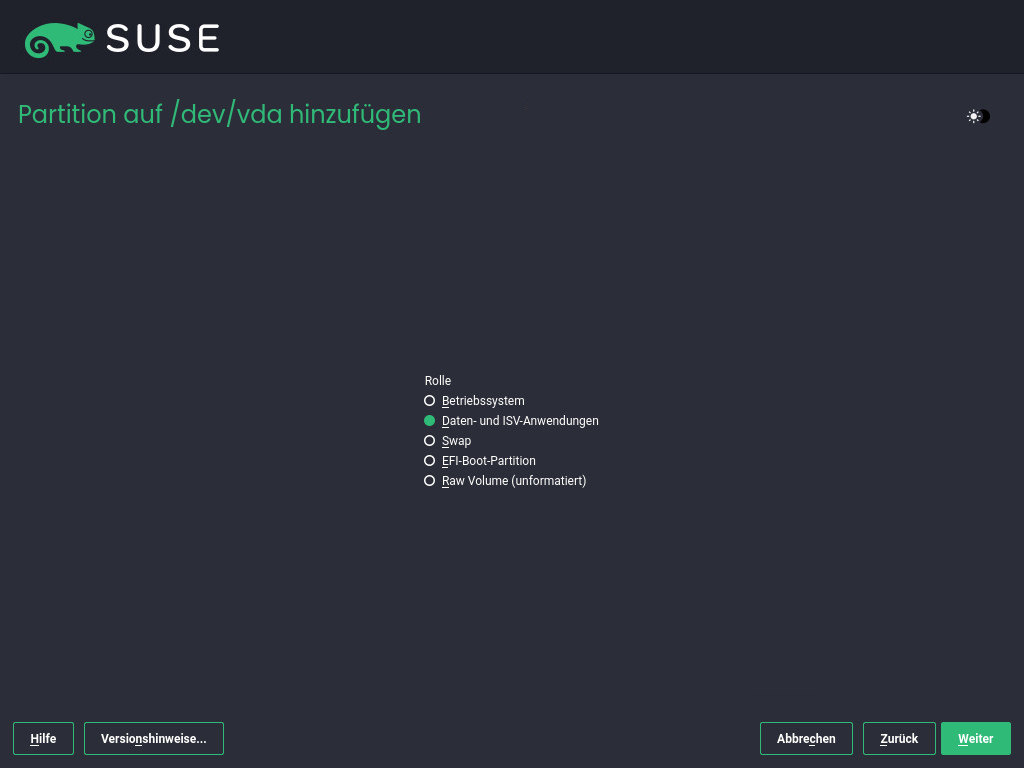 SUSE
Partition auf /dev/vda hinzufügen
Rolle
Betriebssystem
Daten- und ISV-Anwendungen
Swap
EFI-Boot-Partition
Raw Volume (unformatiert)
Hilfe Versionshinweise... Abbrechen Zurück Weiter